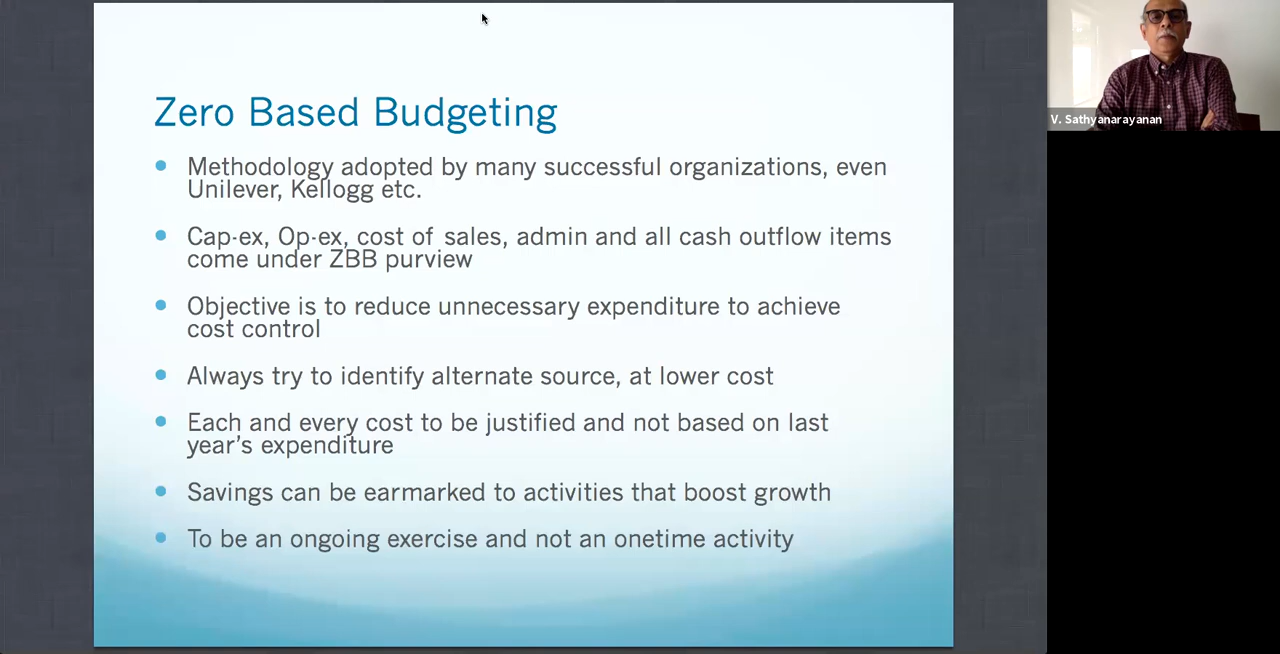 Zero Based Budgeting
Methodology adopted by many successful organizations, even
Unilever, Kellogg etc.
Cap-ex, Op-ex, cost of sales, admin and all cash outflow items
come under ZBB purview
Objective is to reduce unnecessary expenditure to achieve
cost control
Always try to identify alternate source, at lower cost
Each and every cost to be justified and not based on last
year’s expenditure
Savings can be earmarked to activities that boost growth
To be an ongoing exercise and not an onetime activity
V. Sathyanarayanan